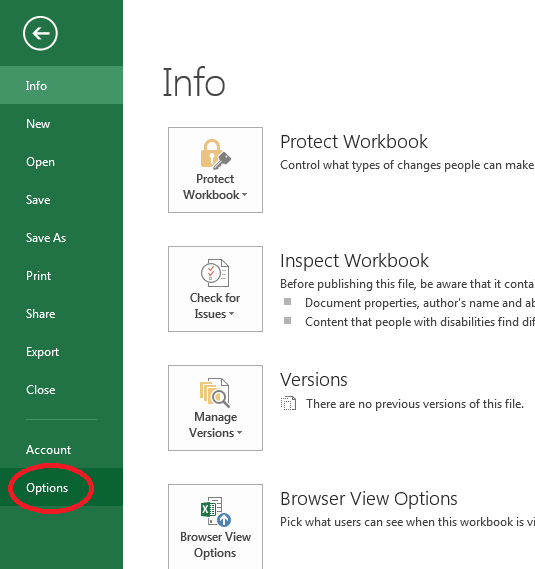 Info
New
Open
Save
Save As
Print
Share
Export
Close
Account
Options
Info
Protect
Workbook
Protect Workbook
Control what types of changes people can make
Check for
Issues
Inspect Workbook
Before publishing this file, be aware that it conta
Document properties, author's name and ab
Content that people with disabilities find dif
Manage
Versions
Versions
There are no previous versions of this file.
Browser View
Options
Browser View Options
Pick what users can see when this workbook is vi